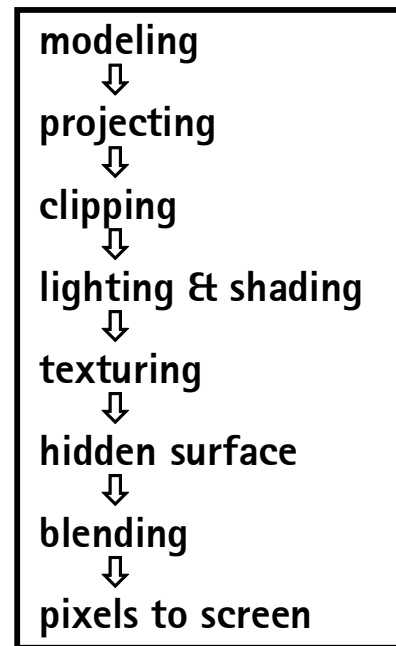 modeling
projecting
clipping
lighting & shading
texturing
hidden surface
blending
pixels to screen